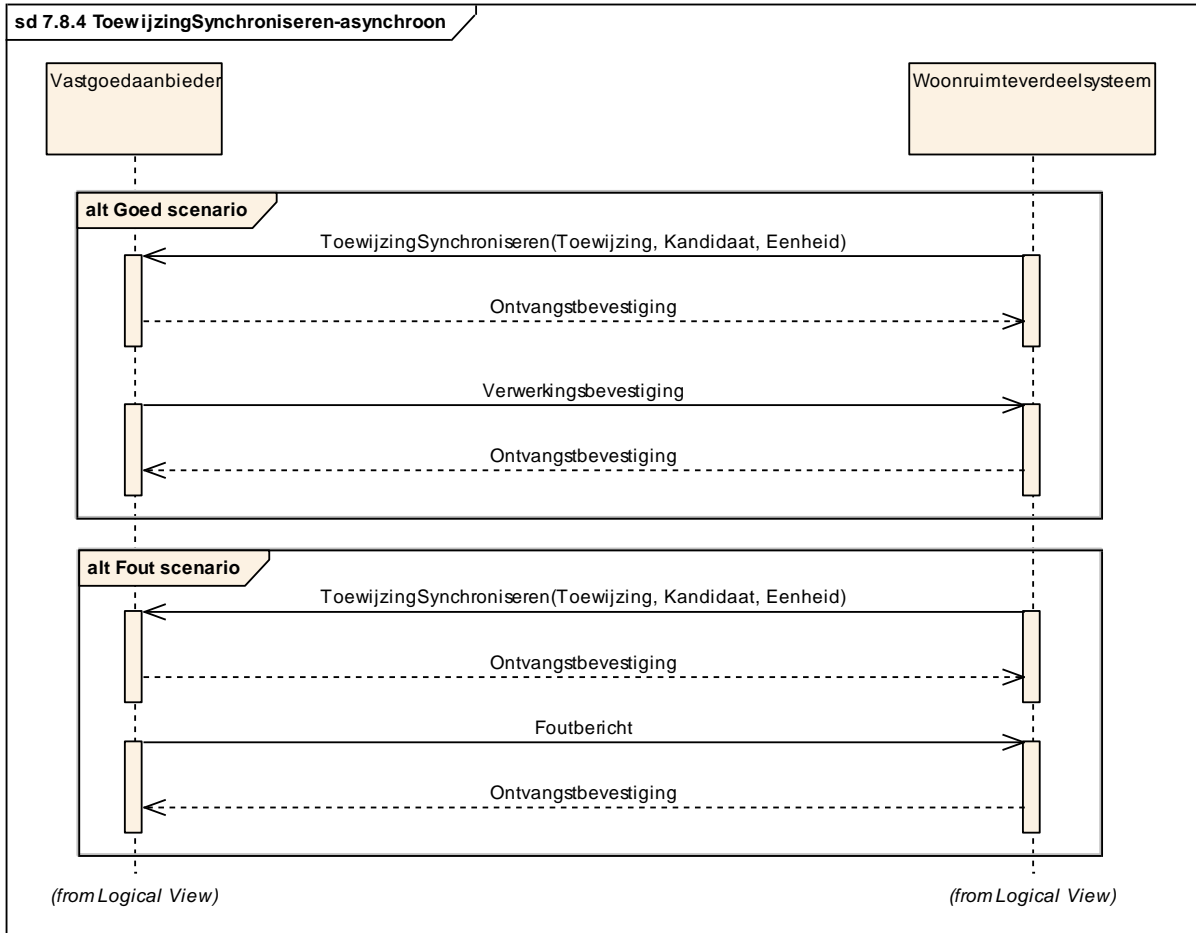 sd 7.8.4 ToewijzingSynchroniseren-asynchroon
Vastgoedaanbieder
Woonruimteverdeelsysteem
alt Goed scenario
ToewijzingSynchroniseren(Toewijzing, Kandidaat, Eenheid)
Ontvangstbevestiging
Verwerkingsbevestiging
Ontvangstbevestiging
alt Fout scenario
ToewijzingSynchroniseren(Toewijzing, Kandidaat, Eenheid)
Ontvangstbevestiging
Foutbericht
Ontvangstbevestiging
(from Logical View)
(from Logical View)